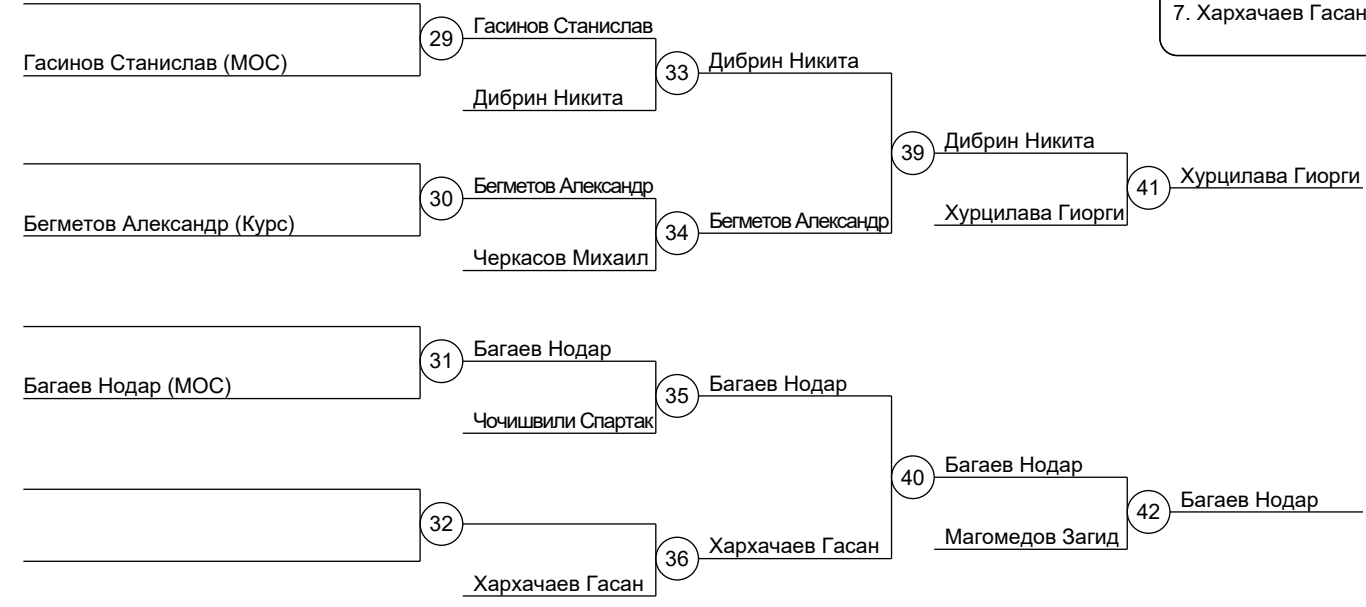 7. Хархачаев Гасан
Гасинов Станислав
29
Гасинов Станислав (МОС)
Дибрин Никита
33
Дибрин Никита
Бегметов Александр
30
Бегметов Александр (Курс)
Черкасов Михаил
34
Бегметов Александр
39
Дибрин Никита
Хурцилава Гиорги
41
Хурцилава Гиорги
Багаев Нодар
31
Багаев Нодар (МОС)
Чочишвили Спартак
35
Багаев Нодар
32
Хархачаев Гасан
36
Хархачаев Гасан
40
Багаев Нодар
Магомедов Загид
42
Багаев Нодар